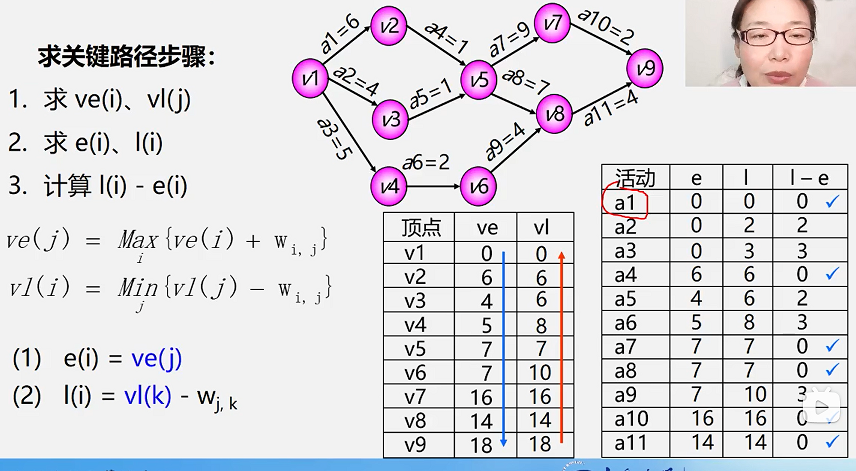 求关键路径步骤：
1. 求 ve(i)、vl(j)
2. 求 e(i)、l(i)
3. 计算 l(i) - e(i)
ve(j) = Max{ve(i) + w i, j}
i
vl(i) = Min{vl(j) − w i, j}
j
(1) e(i) = ve(j)
(2) l(i) = vl(k) - w j, k
v1
v2
v3
v4
v5
v6
v7
v8
v9
a1=6
a2=4
a3=5
a4=1
a5=1
a6=2
a7=9
a8=7
a9=4
a10=2
a11=4
顶点 ve vl
v1 0 0
v2 6 6
v3 4 6
v4 5 8
v5 7 7
v6 7 10
v7 16 16
v8 14 14
v9 18 18
活动 e l l – e
a1 0 0 0 ✓
a2 0 2 2
a3 0 3 3
a4 6 6 0 ✓
a5 4 6 2
a6 5 8 3
a7 7 7 0 ✓
a8 7 7 0 ✓
a9 7 10 3
a10 16 16 0 ✓
a11 14 14 0 ✓